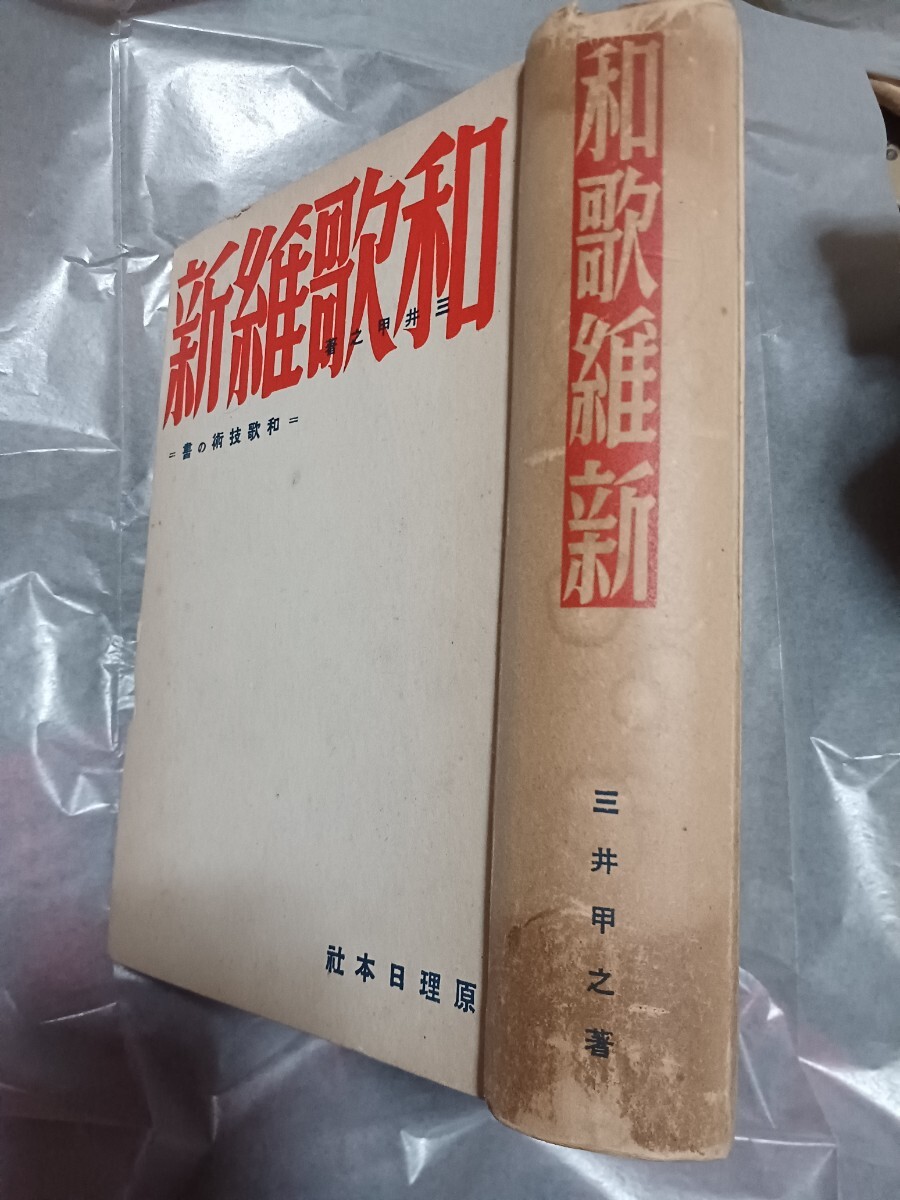 和歌維新
三井甲之著
=和歌技術の書=
原理日本社
和歌維新
三井甲之著